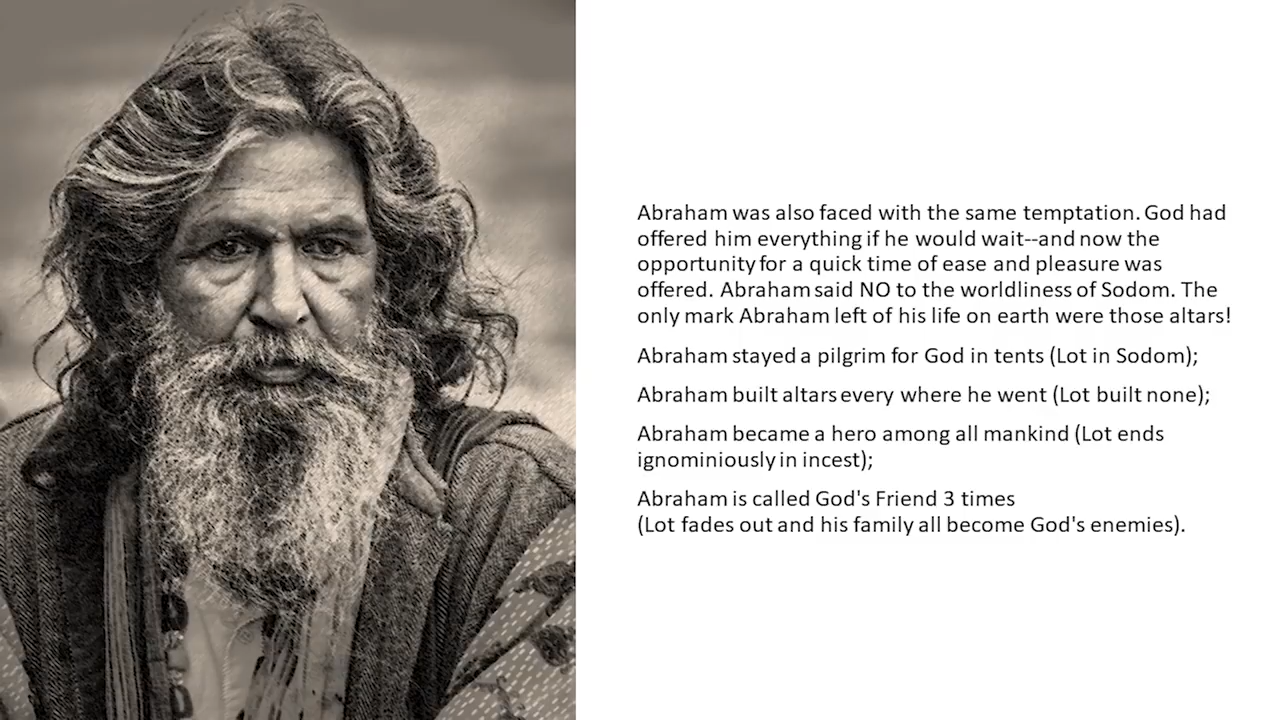 Abraham was also faced with the same temptation. God had
offered him everything if he would wait--and now the
opportunity for a quick time of ease and pleasure was
offered. Abraham said NO to the worldliness of Sodom. The
only mark Abraham left of his life on earth were those altars!
Abraham stayed a pilgrim for God in tents (Lot in Sodom);
Abraham built altars every where he went (Lot built none);
Abraham became a hero among all mankind (Lot ends
ignominiously in incest);
Abraham is called God's Friend 3 times
(Lot fades out and his family all become God's enemies).